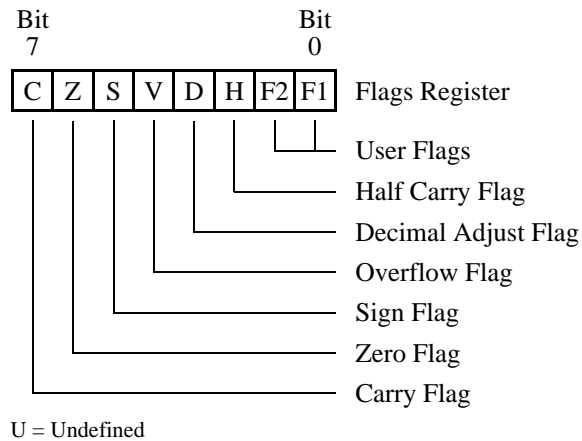 Bit Bit
7 0
C Z S V D H F2 F1 Flags Register
User Flags
Half Carry Flag
Decimal Adjust Flag
Overflow Flag
Sign Flag
Zero Flag
Carry Flag
U = Undefined